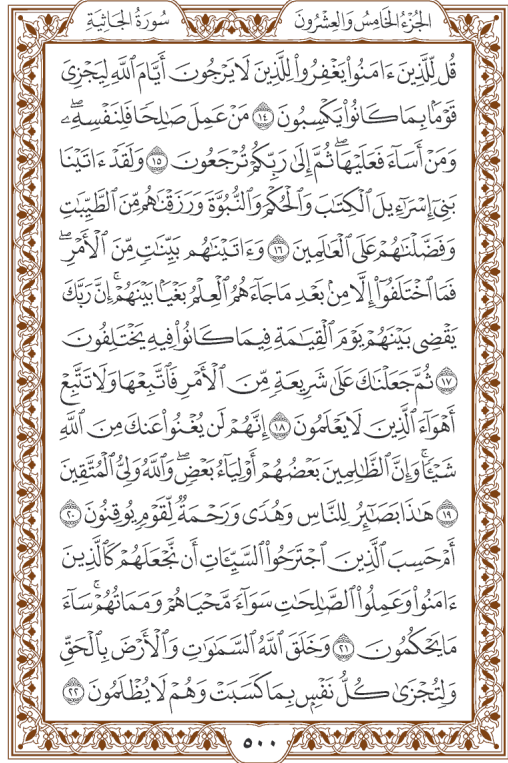 الجُزْءُ الخَامِسُ وَالعِشْرُونَ
سُورَةُ الجَاثِيَةِ
قُل لِّلَّذِينَ ءَامَنُواْ يَغْفِرُواْ لِلَّذِينَ لَا يَرْجُونَ أَيَّامَ ٱللَّهِ لِيَجْزِيَ
قَوْمَۢا بِمَا كَانُواْ يَكْسِبُونَ ١٤ مَنْ عَمِلَ صَٰلِحٗا فَلِنَفْسِهِۦۖ
وَمَنْ أَسَآءَ فَعَلَيْهَاۖ ثُمَّ إِلَىٰ رَبِّكُمْ تُرْجَعُونَ ١٥ وَلَقَدْ ءَاتَيْنَا
بَنِيٓ إِسْرَٰٓءِيلَ ٱلْكِتَٰبَ وَٱلْحُكْمَ وَٱلنُّبُوَّةَ وَرَزَقْنَٰهُم مِّنَ ٱلطَّيِّبَٰتِ
وَفَضَّلْنَٰهُمْ عَلَى ٱلْعَٰلَمِينَ ١٦ وَءَاتَيْنَٰهُم بَيِّنَٰتٖ مِّنَ ٱلْأَمْرِۖ
فَمَا ٱخْتَلَفُوٓاْ إِلَّا مِنۢ بَعْدِ مَا جَآءَهُمُ ٱلْعِلْمُ بَغْيَۢا بَيْنَهُمْۚ إِنَّ رَبَّكَ
يَقْضِي بَيْنَهُمْ يَوْمَ ٱلْقِيَٰمَةِ فِيمَا كَانُواْ فِيهِ يَخْتَلِفُونَ
١٧ ثُمَّ جَعَلْنَٰكَ عَلَىٰ شَرِيعَةٖ مِّنَ ٱلْأَمْرِ فَٱتَّبِعْهَا وَلَا تَتَّبِعْ
أَهْوَآءَ ٱلَّذِينَ لَا يَعْلَمُونَ ١٨ إِنَّهُمْ لَن يُغْنُواْ عَنكَ مِنَ ٱللَّهِ
شَيْـٔٗاۚ وَإِنَّ ٱلظَّٰلِمِينَ بَعْضُهُمْ أَوْلِيَآءُ بَعْضٖۖ وَٱللَّهُ وَلِيُّ ٱلْمُتَّقِينَ
١٩ هَٰذَا بَصَٰٓئِرُ لِلنَّاسِ وَهُدٗى وَرَحْمَةٞ لِّقَوْمٖ يُوقِنُونَ ٢٠
أَمْ حَسِبَ ٱلَّذِينَ ٱجْتَرَحُواْ ٱلسَّيِّـَٔاتِ أَن نَّجْعَلَهُمْ كَٱلَّذِينَ
ءَامَنُواْ وَعَمِلُواْ ٱلصَّٰلِحَٰتِ سَوَآءٗ مَّحْيَاهُمْ وَمَمَاتُهُمْۚ سَآءَ
مَا يَحْكُمُونَ ٢١ وَخَلَقَ ٱللَّهُ ٱلسَّمَٰوَٰتِ وَٱلْأَرْضَ بِٱلْحَقِّ
وَلِتُجْزَىٰ كُلُّ نَفْسِۭ بِمَا كَسَبَتْ وَهُمْ لَا يُظْلَمُونَ ٢٢
٥٠٠